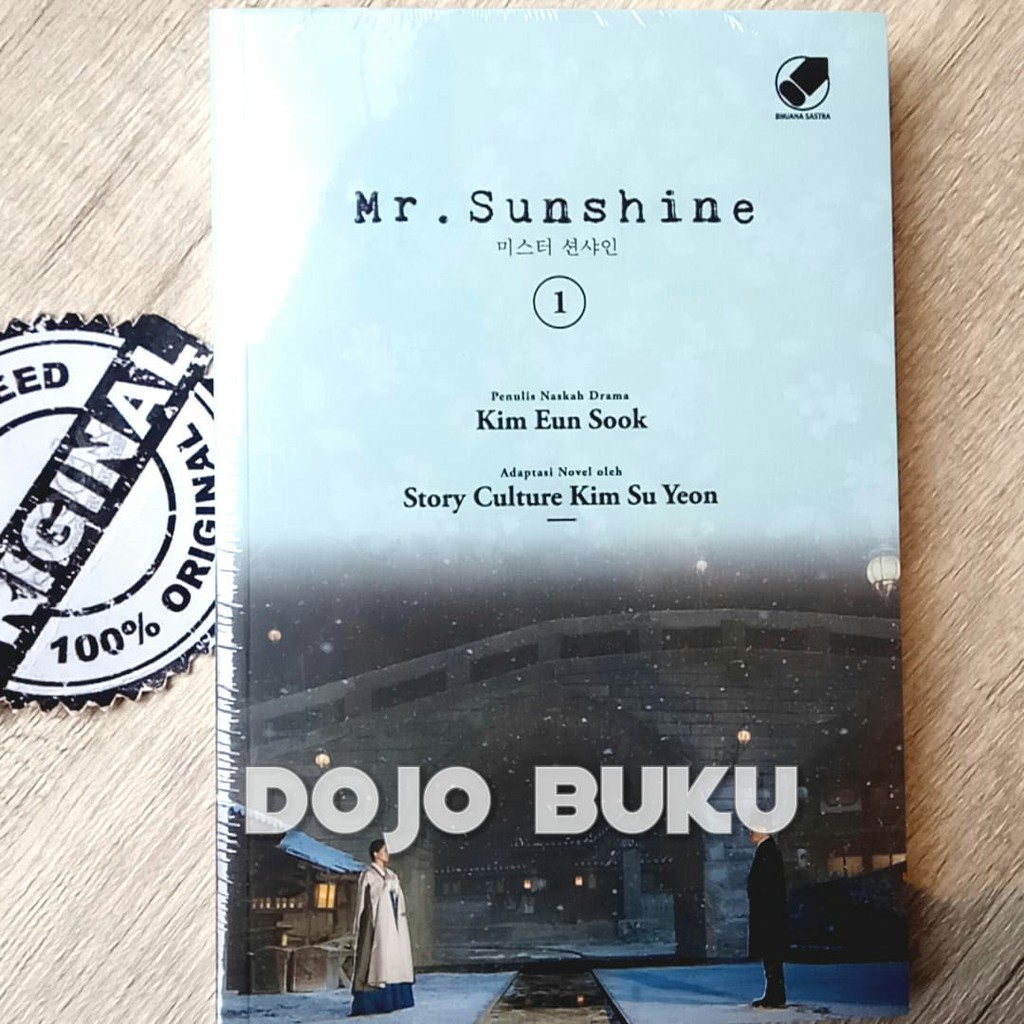 BHUANA SASTRA
Mr.Sunshine
미스터 션샤인
1
Penulis Naskah Drama
Kim Eun Sook
Adaptasi Novel oleh
Story Culture Kim Su Yeon
DOJO BUKU
ORIGINAL
100% ORIGINAL